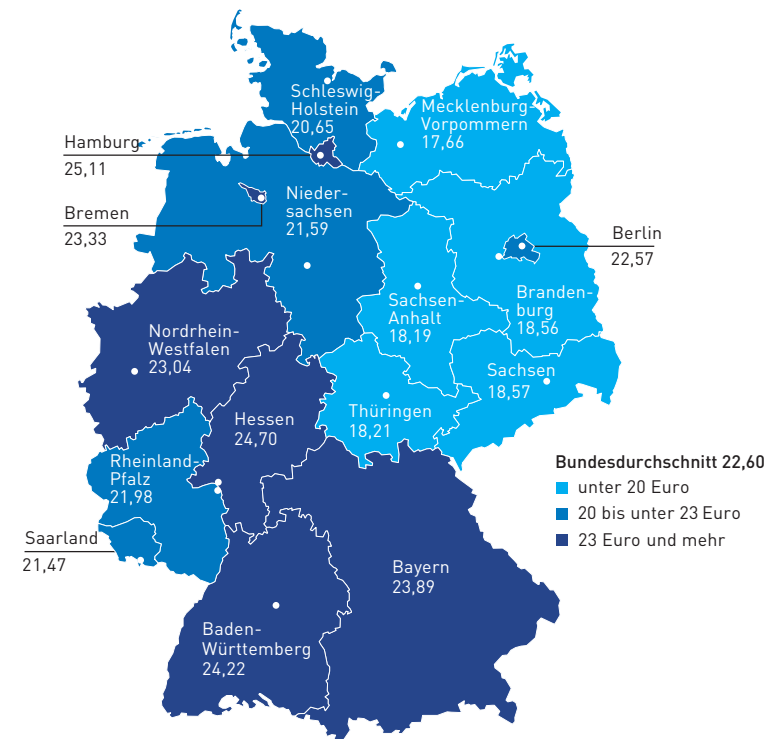 Schleswig-
Holstein
20,65
Mecklenburg-
Vorpommern
17,66
Hamburg
25,11
Bremen
23,33
Nieder-
sachsen
21,59
Berlin
22,57
Sachsen-
Anhalt
18,19
Branden-
burg
18,56
Nordrhein-
Westfalen
23,04
Sachsen
18,57
Thüringen
18,21
Hessen
24,70
Rheinland-
Pfalz
21,98
Saarland
21,47
Bayern
23,89
Baden-
Württemberg
24,22
Bundesdurchschnitt 22,60
unter 20 Euro
20 bis unter 23 Euro
23 Euro und mehr